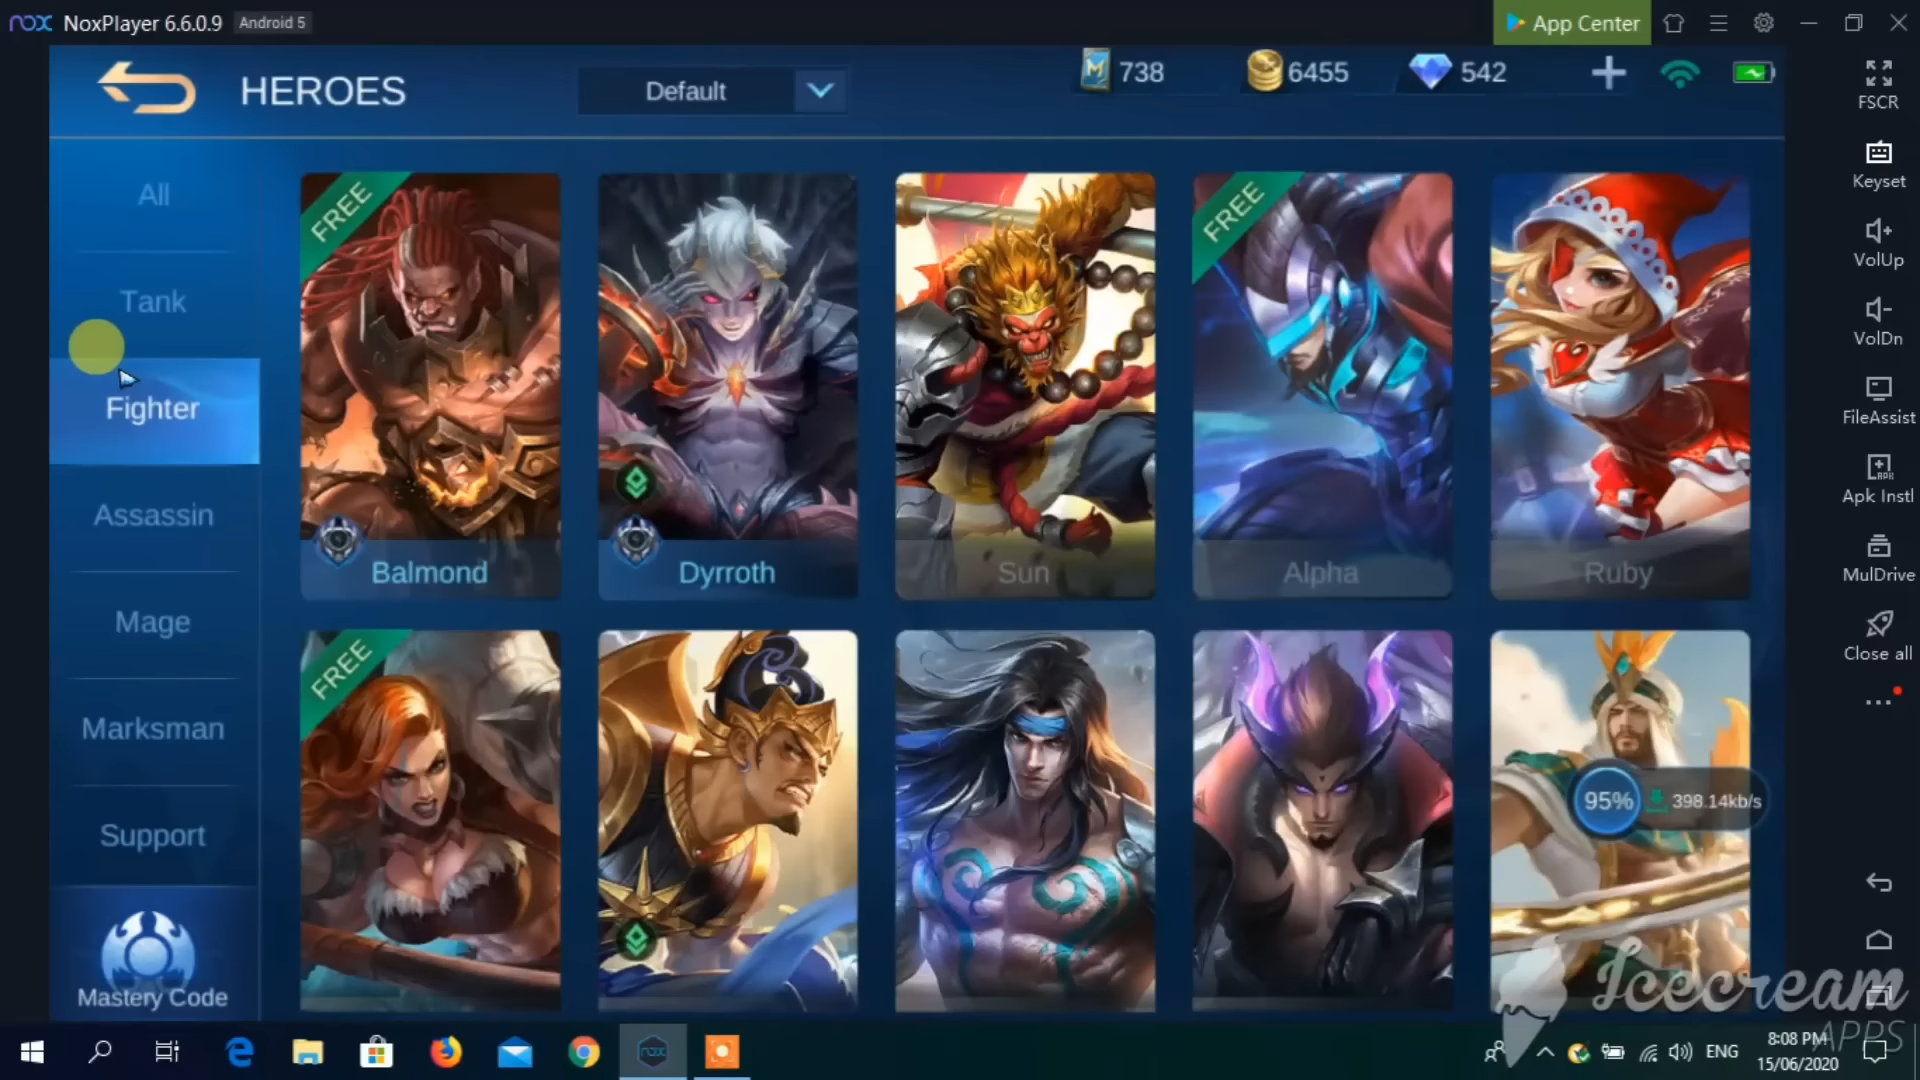 nox NoxPlayer 6.6.0.9 Android 5
App Center
HEROES
Default
738
6455
542
FSCR
Keyset
VolUp
VolDn
FileAssist
Apk Instl
MulDrive
Close all
All
Tank
Fighter
Assassin
Mage
Marksman
Support
Mastery Code
FREE
FREE
Balmond
Dyrroth
Sun
Alpha
Ruby
FREE
95% 398.14kb/s
Icecream
APPS
nox
ENG
8:08 PM
15/06/2020